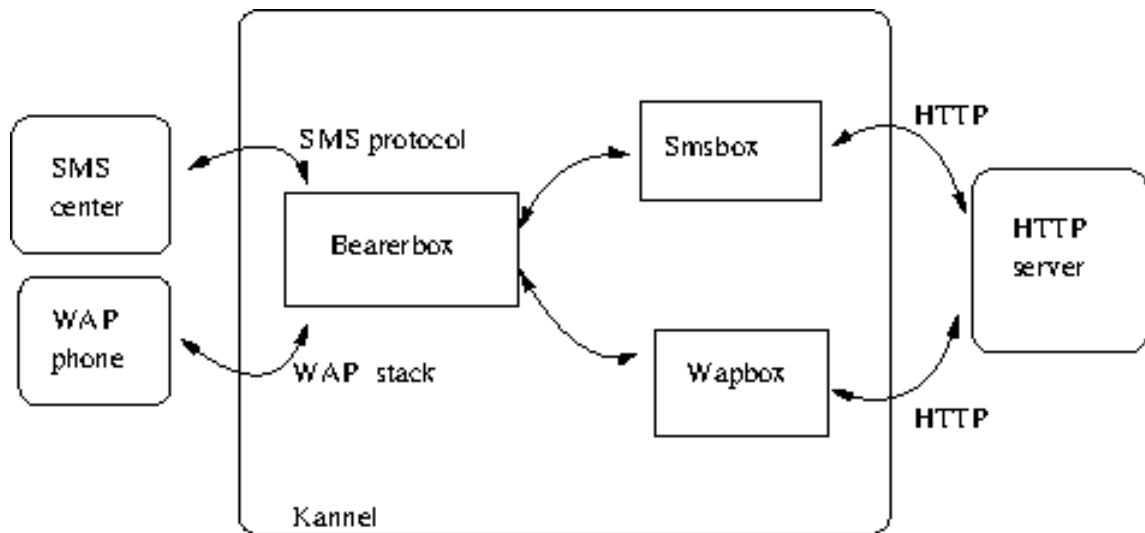 HTTP
SMS protocol
Smsbox
SMS
center
Bearerbox
HTTP
server
WAP
phone
WAP stack
Wapbox
HTTP
Kannel